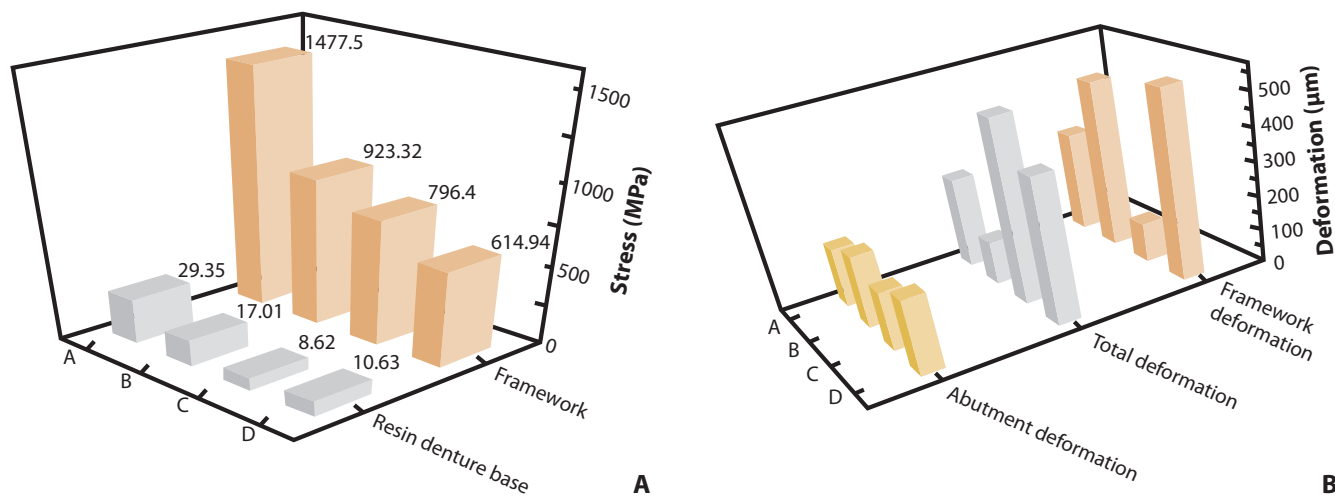 1477.5
923.32
796.4
614.94
29.35
17.01
8.62
10.63
1500
1000
500
0
Stress (MPa)
A
B
C
D
Framework
Resin denture base
A
500
400
300
200
100
0
Deformation (μm)
A
B
C
D
Framework
deformation
Total deformation
Abutment deformation
B